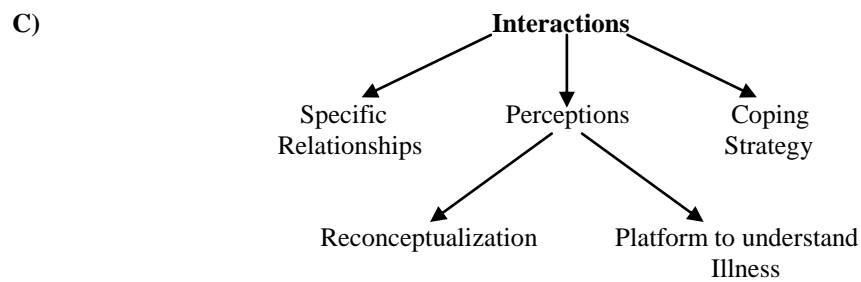 C)
Interactions
Specific
Relationships
Perceptions
Coping
Strategy
Reconceptualization
Platform to understand
Illness